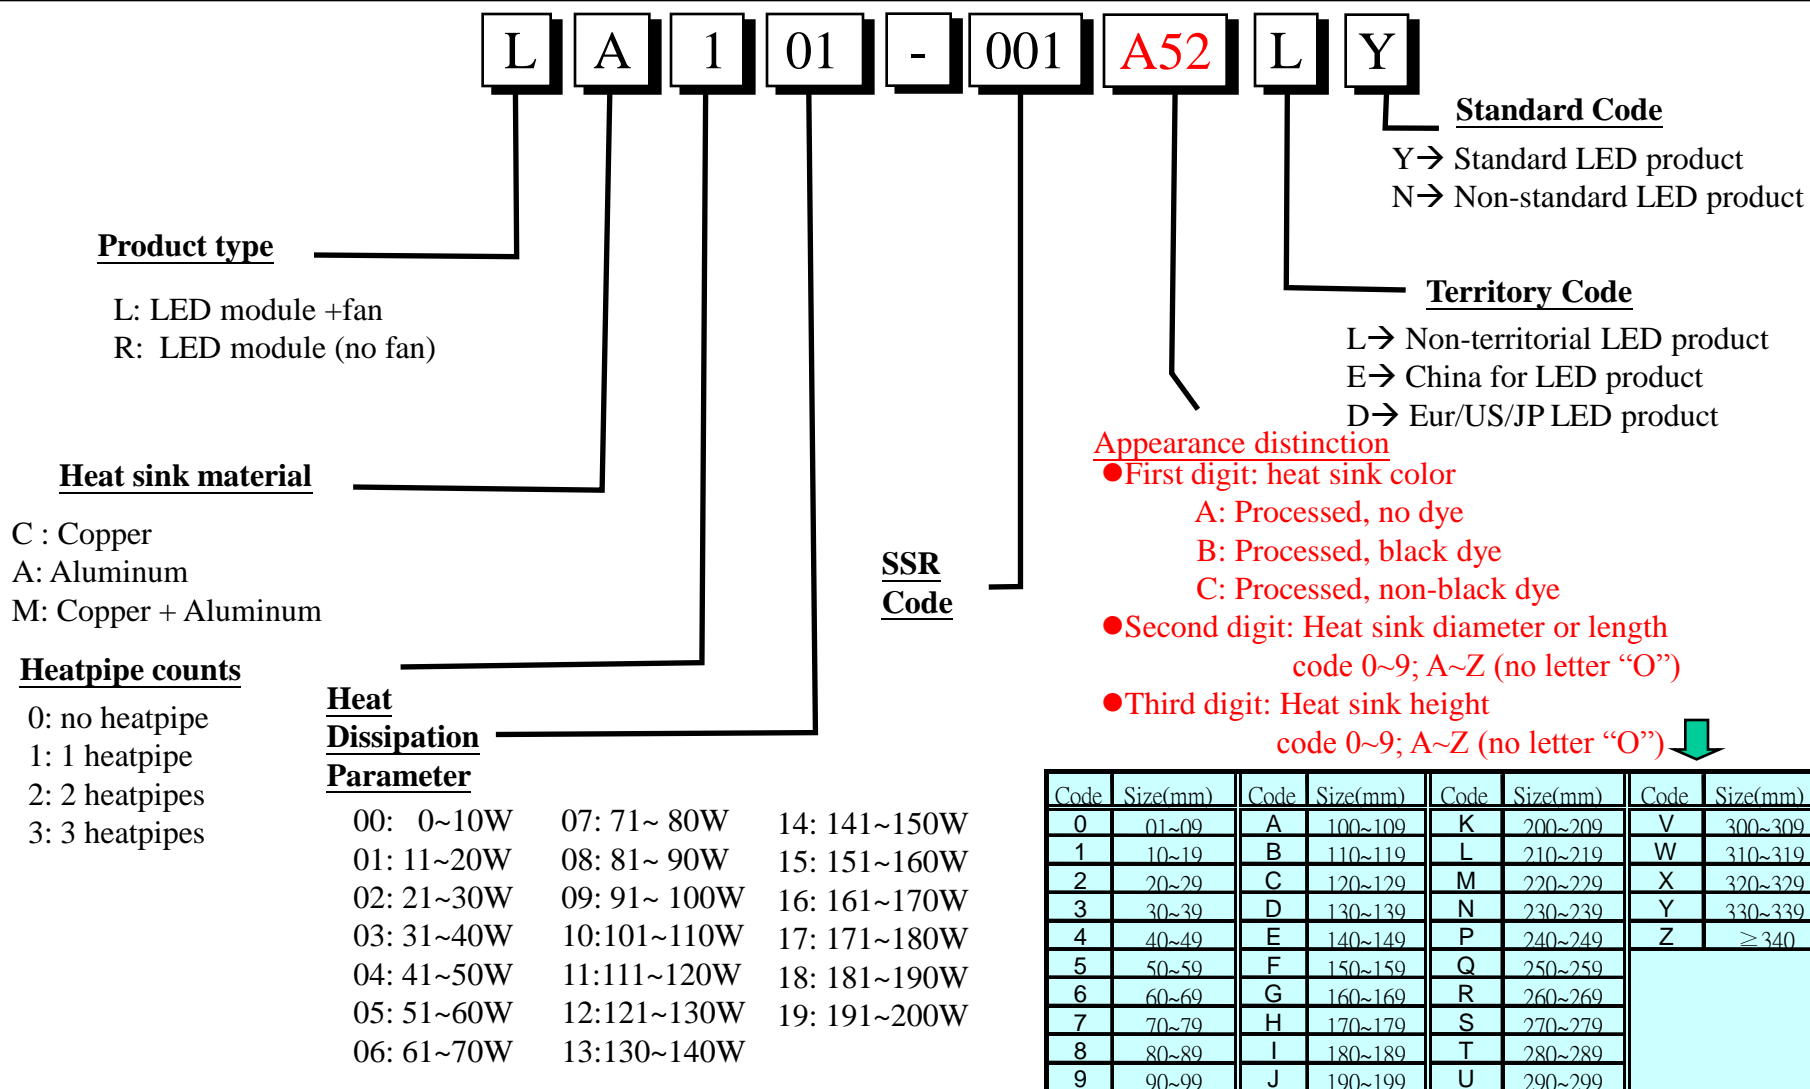 L A 1 01 - 001 A52 L Y
Standard Code
Y→ Standard LED product
N→ Non-standard LED product
Product type
L: LED module +fan
R: LED module (no fan)
Territory Code
L→ Non-territorial LED product
E→ China for LED product
D→ Eur/US/JP LED product
Heat sink material
C : Copper
A: Aluminum
M: Copper + Aluminum
SSR
Code
Appearance distinction
●First digit: heat sink color
A: Processed, no dye
B: Processed, black dye
C: Processed, non-black dye
●Second digit: Heat sink diameter or length
code 0~9; A~Z (no letter “O”)
●Third digit: Heat sink height
code 0~9; A~Z (no letter “O”)
Heatpipe counts
0: no heatpipe
1: 1 heatpipe
2: 2 heatpipes
3: 3 heatpipes
Heat
Dissipation
Parameter
00: 0~10W 07: 71~ 80W 14: 141~150W
01: 11~20W 08: 81~ 90W 15: 151~160W
02: 21~30W 09: 91~ 100W 16: 161~170W
03: 31~40W 10:101~110W 17: 171~180W
04: 41~50W 11:111~120W 18: 181~190W
05: 51~60W 12:121~130W 19: 191~200W
06: 61~70W 13:130~140W
Code Size(mm) Code Size(mm) Code Size(mm) Code Size(mm)
0 01~09 A 100~109 K 200~209 V 300~309
1 10~19 B 110~119 L 210~219 W 310~319
2 20~29 C 120~129 M 220~229 X 320~329
3 30~39 D 130~139 N 230~239 Y 330~339
4 40~49 E 140~149 P 240~249 Z ≥340
5 50~59 F 150~159 Q 250~259
6 60~69 G 160~169 R 260~269
7 70~79 H 170~179 S 270~279
8 80~89 I 180~189 T 280~289
9 90~99 J 190~199 U 290~299